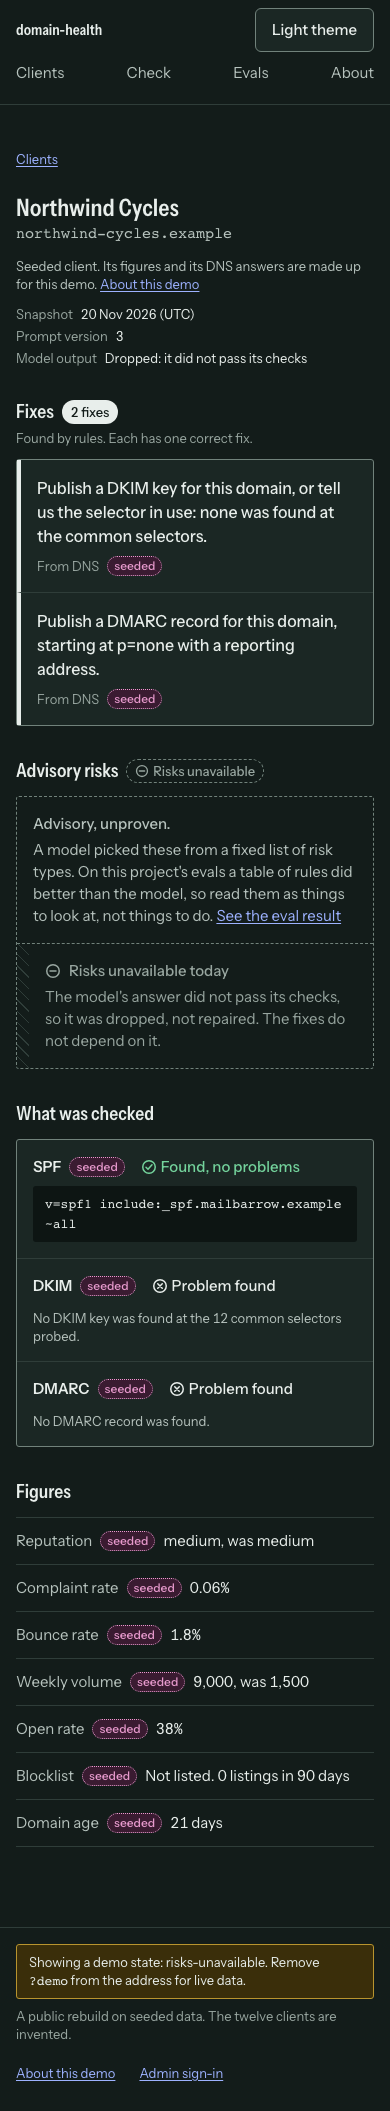 domain-health
Light theme
Clients Check Evals About
Clients
Northwind Cycles
northwind-cycles.example
Seeded client. Its figures and its DNS answers are made up
for this demo. About this demo
Snapshot 20 Nov 2026 (UTC)
Prompt version 3
Model output Dropped: it did not pass its checks
Fixes 2 fixes
Found by rules. Each has one correct fix.
Publish a DKIM key for this domain, or tell
us the selector in use: none was found at
the common selectors.
From DNS seeded
Publish a DMARC record for this domain,
starting at p=none with a reporting
address.
From DNS seeded
Advisory risks Risks unavailable
Advisory, unproven.
A model picked these from a fixed list of risk
types. On this project's evals a table of rules did
better than the model, so read them as things
to look at, not things to do. See the eval result
Risks unavailable today
The model's answer did not pass its checks,
so it was dropped, not repaired. The fixes do
not depend on it.
What was checked
SPF seeded Found, no problems
v=spf1 include:_spf.mailbarrow.example
~all
DKIM seeded Problem found
No DKIM key was found at the 12 common selectors
probed.
DMARC seeded Problem found
No DMARC record was found.
Figures
Reputation seeded medium, was medium
Complaint rate seeded 0.06%
Bounce rate seeded 1.8%
Weekly volume seeded 9,000, was 1,500
Open rate seeded 38%
Blocklist seeded Not listed. 0 listings in 90 days
Domain age seeded 21 days
Showing a demo state: risks-unavailable. Remove
?demo from the address for live data.
A public rebuild on seeded data. The twelve clients are
invented.
About this demo Admin sign-in